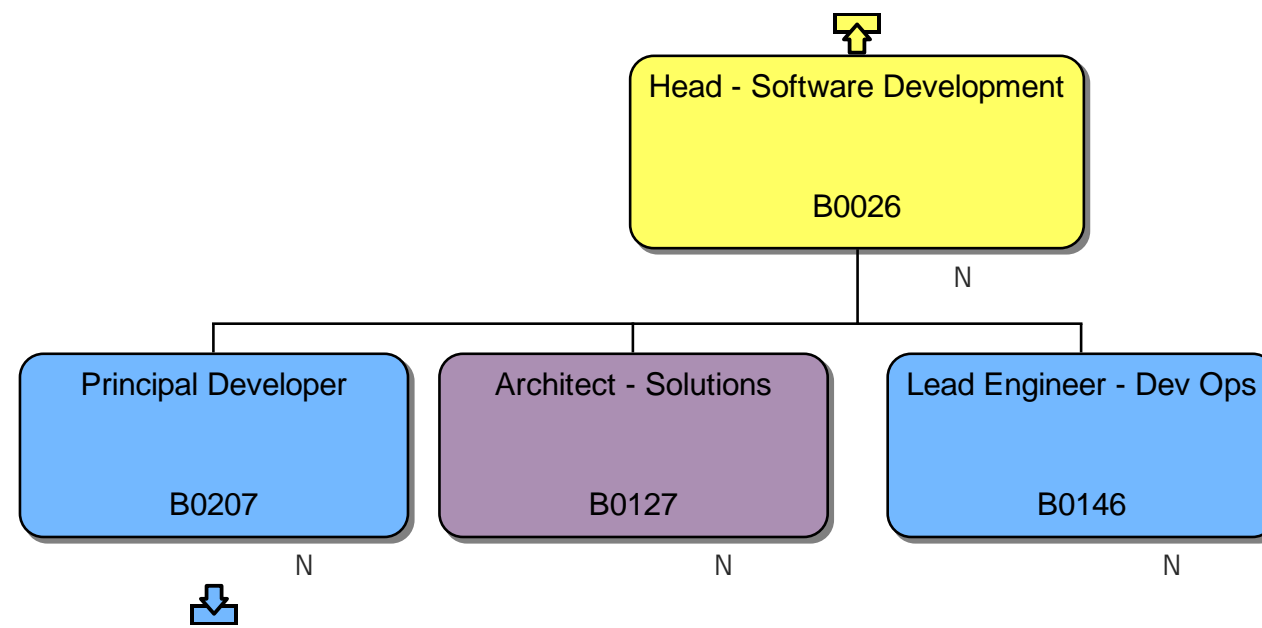 Head - Software Development
B0026
N
Principal Developer
B0207
N
Architect - Solutions
B0127
N
Lead Engineer - Dev Ops
B0146
N